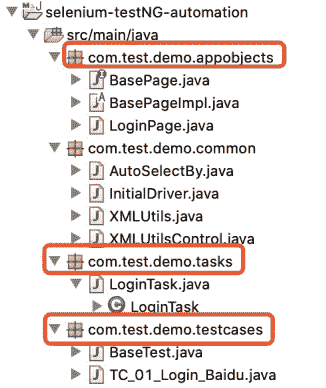 selenium-testNG-automation
src/main/java
com.test.demo.appobjects
BasePage.java
BasePageImpl.java
LoginPage.java
com.test.demo.common
AutoSelectBy.java
InitialDriver.java
XMLUtils.java
XMLUtilsControl.java
com.test.demo.tasks
LoginTask.java
LoginTask
com.test.demo.testcases
BaseTest.java
TC_01_Login_Baidu.java